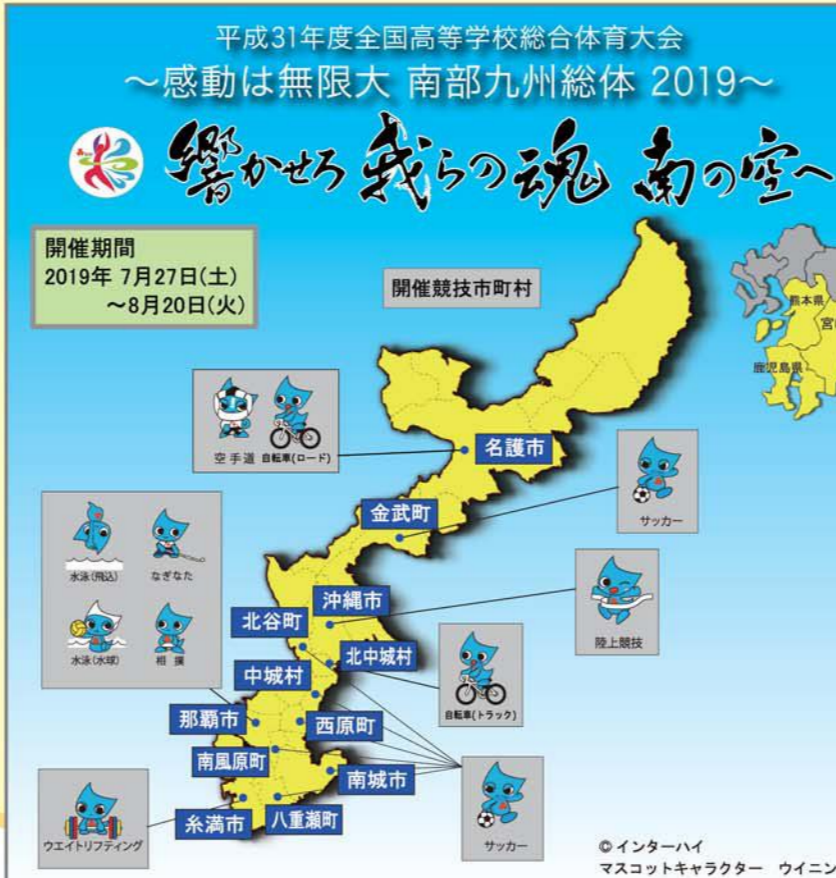 平成31年度全国高等学校総合体育大会
～感動は無限大 南部九州総体 2019～
響かせろ 我らの魂 南の空へ
開催期間
2019年 7月27日(土)
～8月20日(火)
開催競技市町村
熊本県
宮
鹿児島県
空手道 自転車(ロード)
名護市
サッカー
金武町
水泳(飛込) なぎなた
水泳(水球) 相撲
沖縄市
陸上競技
北谷町
北中城村
自転車(トラック)
中城村
那覇市
西原町
南風原町
南城市
糸満市
八重瀬町
ウエイトリフティング
サッカー
© インターハイ
マスコットキャラクター ウイニン